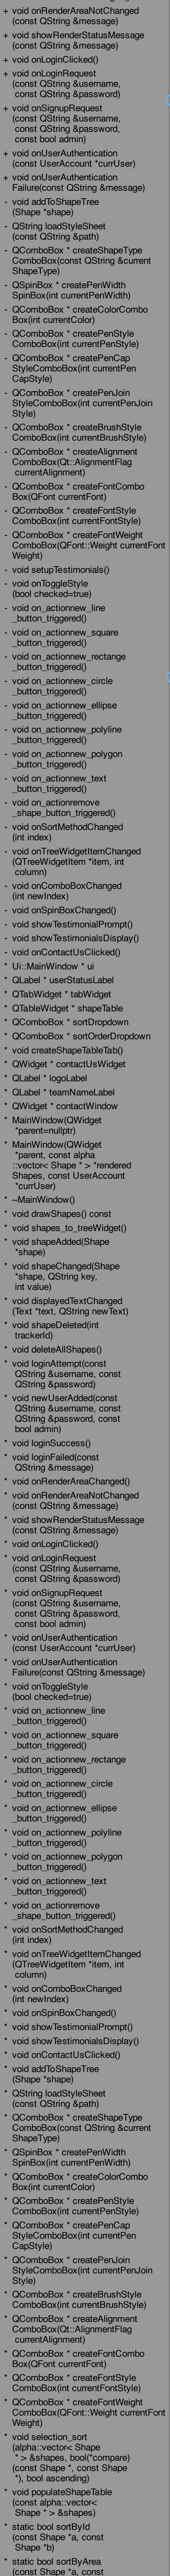 + void onRenderAreaNotChanged
(const QString &message)
+ void showRenderStatusMessage
(const QString &message)
+ void onLoginClicked()
+ void onLoginRequest
(const QString &username,
const QString &password)
+ void onSignupRequest
(const QString &username,
const QString &password,
const bool admin)
+ void onUserAuthentication
(const UserAccount *currUser)
+ void onUserAuthentication
Failure(const QString &message)
- void addToShapeTree
(Shape *shape)
- QString loadStyleSheet
(const QString &path)
- QComboBox * createShapeType
ComboBox(const QString &current
ShapeType)
- QSpinBox * createPenWidth
SpinBox(int currentPenWidth)
- QComboBox * createColorCombo
Box(int currentColor)
- QComboBox * createPenStyle
ComboBox(int currentPenStyle)
- QComboBox * createPenCap
StyleComboBox(int currentPen
CapStyle)
- QComboBox * createPenJoin
StyleComboBox(int currentPenJoin
Style)
- QComboBox * createBrushStyle
ComboBox(int currentBrushStyle)
- QComboBox * createAlignment
ComboBox(Qt::AlignmentFlag
currentAlignment)
- QComboBox * createFontCombo
Box(QFont currentFont)
- QComboBox * createFontStyle
ComboBox(int currentFontStyle)
- QComboBox * createFontWeight
ComboBox(QFont::Weight currentFont
Weight)
- void setupTestimonials()
- void onToggleStyle
(bool checked=true)
- void on_actionnew_line
_button_triggered()
- void on_actionnew_square
_button_triggered()
- void on_actionnew_rectange
_button_triggered()
- void on_actionnew_circle
_button_triggered()
- void on_actionnew_ellipse
_button_triggered()
- void on_actionnew_polyline
_button_triggered()
- void on_actionnew_polygon
_button_triggered()
- void on_actionnew_text
_button_triggered()
- void on_actionremove
_shape_button_triggered()
- void onSortMethodChanged
(int index)
- void onTreeWidgetItemChanged
(QTreeWidgetItem *item, int
column)
- void onComboBoxChanged
(int newIndex)
- void onSpinBoxChanged()
- void showTestimonialPrompt()
- void showTestimonialsDisplay()
- void onContactUsClicked()
* Ui::MainWindow * ui
* QLabel * userStatusLabel
* QTabWidget * tabWidget
* QTableWidget * shapeTable
* QComboBox * sortDropdown
* QComboBox * sortOrderDropdown
* void createShapeTableTab()
* QWidget * contactUsWidget
* QLabel * logoLabel
* QLabel * teamNameLabel
* QWidget * contactWindow
* MainWindow(QWidget
*parent=nullptr)
* MainWindow(QWidget
*parent, const alpha
::vector< Shape * > *rendered
Shapes, const UserAccount
*currUser)
* ~MainWindow()
* void drawShapes() const
* void shapes_to_treeWidget()
* void shapeAdded(Shape
*shape)
* void shapeChanged(Shape
*shape, QString key,
int value)
* void displayedTextChanged
(Text *text, QString newText)
* void shapeDeleted(int
trackerId)
* void deleteAllShapes()
* void loginAttempt(const
QString &username, const
QString &password)
* void newUserAdded(const
QString &username, const
QString &password, const
bool admin)
* void loginSuccess()
* void loginFailed(const
QString &message)
* void onRenderAreaChanged()
* void onRenderAreaNotChanged
(const QString &message)
* void showRenderStatusMessage
(const QString &message)
* void onLoginClicked()
* void onLoginRequest
(const QString &username,
const QString &password)
* void onSignupRequest
(const QString &username,
const QString &password,
const bool admin)
* void onUserAuthentication
(const UserAccount *currUser)
* void onUserAuthentication
Failure(const QString &message)
* void onToggleStyle
(bool checked=true)
* void on_actionnew_line
_button_triggered()
* void on_actionnew_square
_button_triggered()
* void on_actionnew_rectange
_button_triggered()
* void on_actionnew_circle
_button_triggered()
* void on_actionnew_ellipse
_button_triggered()
* void on_actionnew_polyline
_button_triggered()
* void on_actionnew_polygon
_button_triggered()
* void on_actionnew_text
_button_triggered()
* void on_actionremove
_shape_button_triggered()
* void onSortMethodChanged
(int index)
* void onTreeWidgetItemChanged
(QTreeWidgetItem *item, int
column)
* void onComboBoxChanged
(int newIndex)
* void onSpinBoxChanged()
* void showTestimonialPrompt()
* void showTestimonialsDisplay()
* void onContactUsClicked()
* void addToShapeTree
(Shape *shape)
* QString loadStyleSheet
(const QString &path)
* QComboBox * createShapeType
ComboBox(const QString &current
ShapeType)
* QSpinBox * createPenWidth
SpinBox(int currentPenWidth)
* QComboBox * createColorCombo
Box(int currentColor)
* QComboBox * createPenStyle
ComboBox(int currentPenStyle)
* QComboBox * createPenCap
StyleComboBox(int currentPen
CapStyle)
* QComboBox * createPenJoin
StyleComboBox(int currentPenJoin
Style)
* QComboBox * createBrushStyle
ComboBox(int currentBrushStyle)
* QComboBox * createAlignment
ComboBox(Qt::AlignmentFlag
currentAlignment)
* QComboBox * createFontCombo
Box(QFont currentFont)
* QComboBox * createFontStyle
ComboBox(int currentFontStyle)
* QComboBox * createFontWeight
ComboBox(QFont::Weight currentFont
Weight)
* void selection_sort
(alpha::vector< Shape
* > &shapes, bool(*compare)
(const Shape *, const Shape
*), bool ascending)
* void populateShapeTable
(const alpha::vector<
Shape * > &shapes)
* static bool sortById
(const Shape *a, const
Shape *b)
* static bool sortByArea
(const Shape *a, const